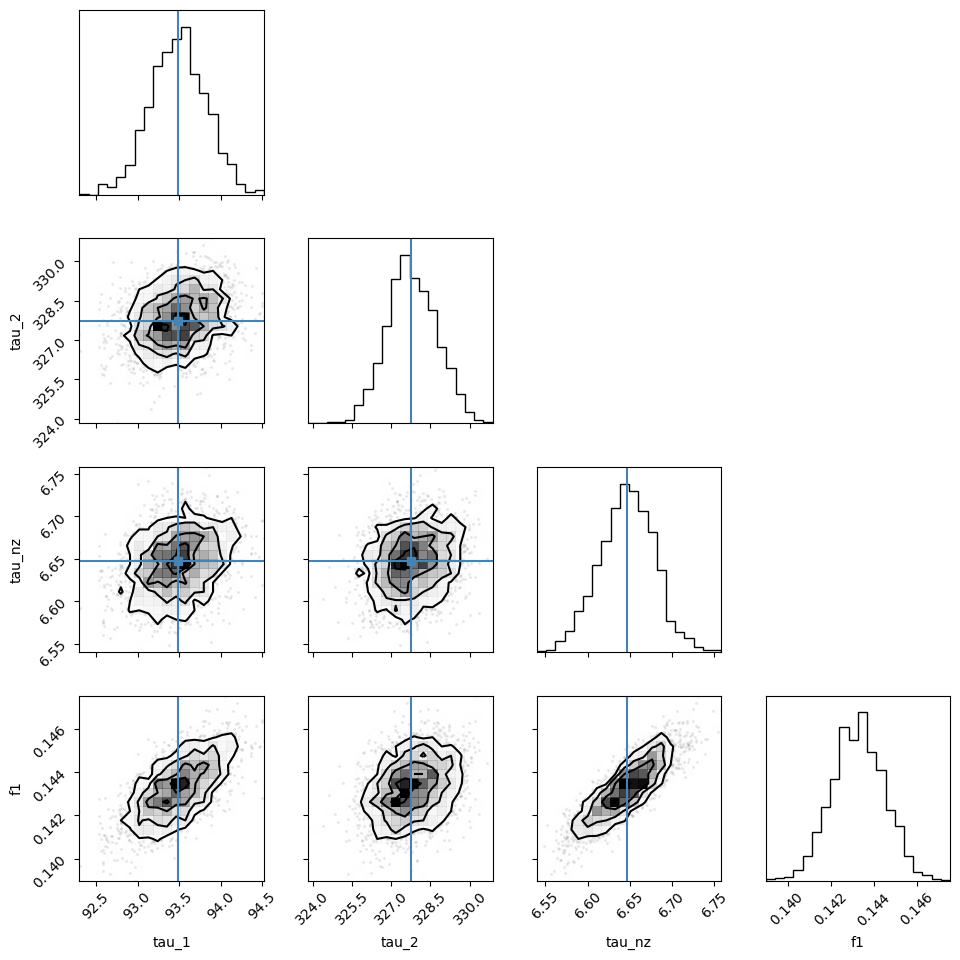 330.0
328.5
327.0
325.5
324.0
tau_2
6.75
6.70
6.65
6.60
6.55
tau_nz
0.146
0.144
0.142
0.140
f1
92.5 93.0 93.5 94.0 94.5
324.0 325.5 327.0 328.5 330.0
6.55 6.60 6.65 6.70 6.75
0.140 0.142 0.144 0.146
tau_1 tau_2 tau_nz f1